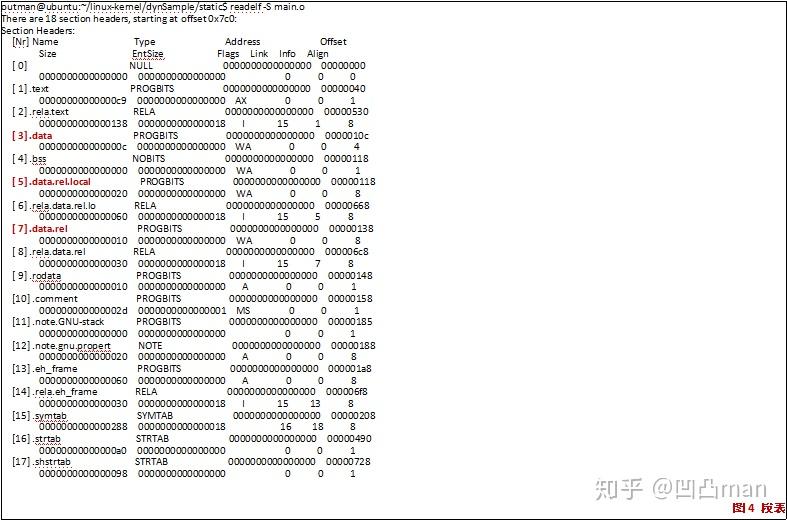 outman@ubuntu:~/linux-kernel/dynSample/static$ readelf -S main.o
There are 18 section headers, starting at offset 0x7c0:
Section Headers:
[Nr] Name Type Address Offset
Size EntSize Flags Link Info Align
[ 0] NULL 0000000000000000 00000000
0000000000000000 0000000000000000 0 0 0
[ 1] .text PROGBITS 0000000000000000 00000040
00000000000000c9 0000000000000000 AX 0 0 1
[ 2] .rela.text RELA 0000000000000000 00000530
0000000000000138 0000000000000018 I 15 1 8
[ 3] .data PROGBITS 0000000000000000 0000010c
000000000000000c 0000000000000000 WA 0 0 4
[ 4] .bss NOBITS 0000000000000000 00000118
0000000000000000 0000000000000000 WA 0 0 1
[ 5] .data.rel.local PROGBITS 0000000000000000 00000118
0000000000000020 0000000000000000 WA 0 0 8
[ 6] .rela.data.rel.lo RELA 0000000000000000 00000668
0000000000000060 0000000000000018 I 15 5 8
[ 7] .data.rel PROGBITS 0000000000000000 00000138
0000000000000010 0000000000000000 WA 0 0 8
[ 8] .rela.data.rel RELA 0000000000000000 000006c8
0000000000000030 0000000000000018 I 15 7 8
[ 9] .rodata PROGBITS 0000000000000000 00000148
0000000000000010 0000000000000000 A 0 0 1
[10] .comment PROGBITS 0000000000000000 00000158
000000000000002d 0000000000000001 MS 0 0 1
[11] .note.GNU-stack PROGBITS 0000000000000000 00000185
0000000000000000 0000000000000000 0 0 1
[12] .note.gnu.propert NOTE 0000000000000000 00000188
0000000000000020 0000000000000000 A 0 0 8
[13] .eh_frame PROGBITS 0000000000000000 000001a8
0000000000000060 0000000000000000 A 0 0 8
[14] .rela.eh_frame RELA 0000000000000000 000006f8
0000000000000030 0000000000000018 I 15 13 8
[15] .symtab SYMTAB 0000000000000000 00000208
0000000000000288 0000000000000018 16 18 8
[16] .strtab STRTAB 0000000000000000 00000490
00000000000000a0 0000000000000000 0 0 1
[17] .shstrtab STRTAB 0000000000000000 00000728
0000000000000098 0000000000000000 0 0 1
知乎 @凹凸man
图 4 段表